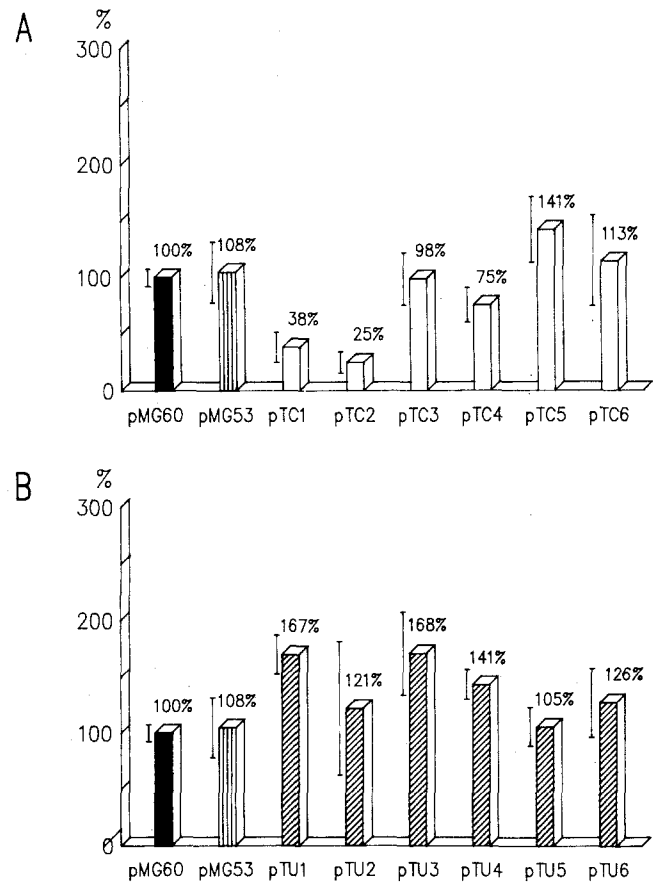 A
%
300
200
100
0
100% 108% 38% 25% 98% 75% 141% 113%
pMG60 pMG53 pTC1 pTC2 pTC3 pTC4 pTC5 pTC6
B
%
300
200
100
0
100% 108% 167% 121% 168% 141% 105% 126%
pMG60 pMG53 pTU1 pTU2 pTU3 pTU4 pTU5 pTU6